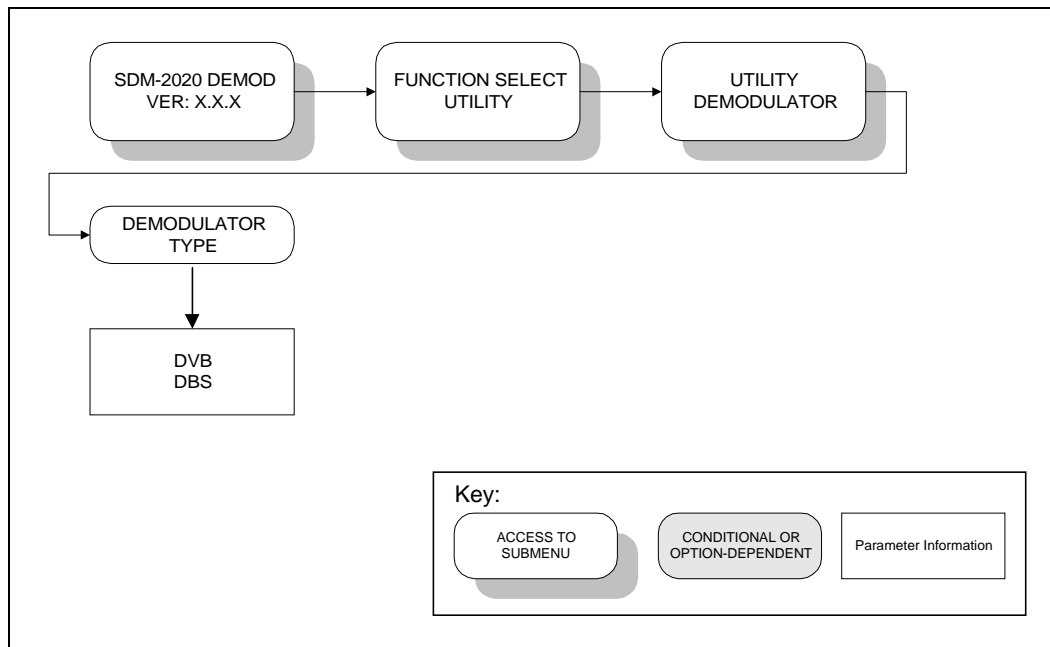 SDM-2020 DEMOD
VER: X.X.X
FUNCTION SELECT
UTILITY
UTILITY
DEMODULATOR
DEMODULATOR
TYPE
DVB
DBS
Key:
ACCESS TO
SUBMENU
CONDITIONAL OR
OPTION-DEPENDENT
Parameter Information